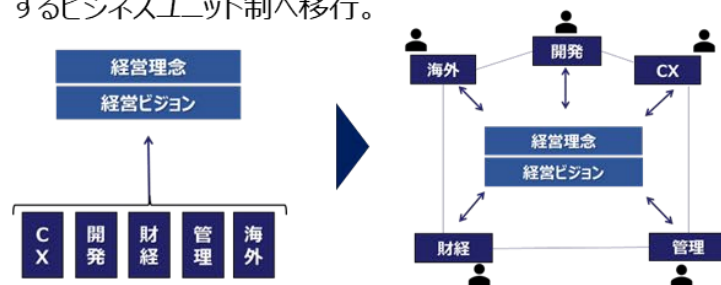 するビジネスユニット制へ移行。
経営理念
経営ビジョン
CX
開発
財経
管理
海外
開発
海外
CX
経営理念
経営ビジョン
財経
管理